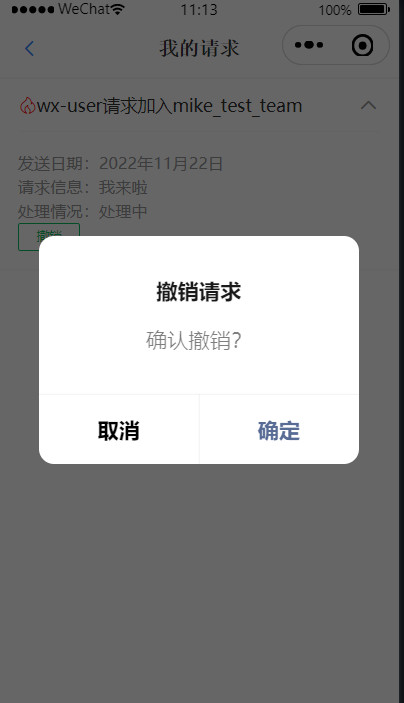 WeChat 11:13 100%
我的请求
wx-user请求加入mike_test_team
发送日期：2022年11月22日
请求信息：我来啦
处理情况：处理中
撤销
撤销请求
确认撤销？
取消 确定